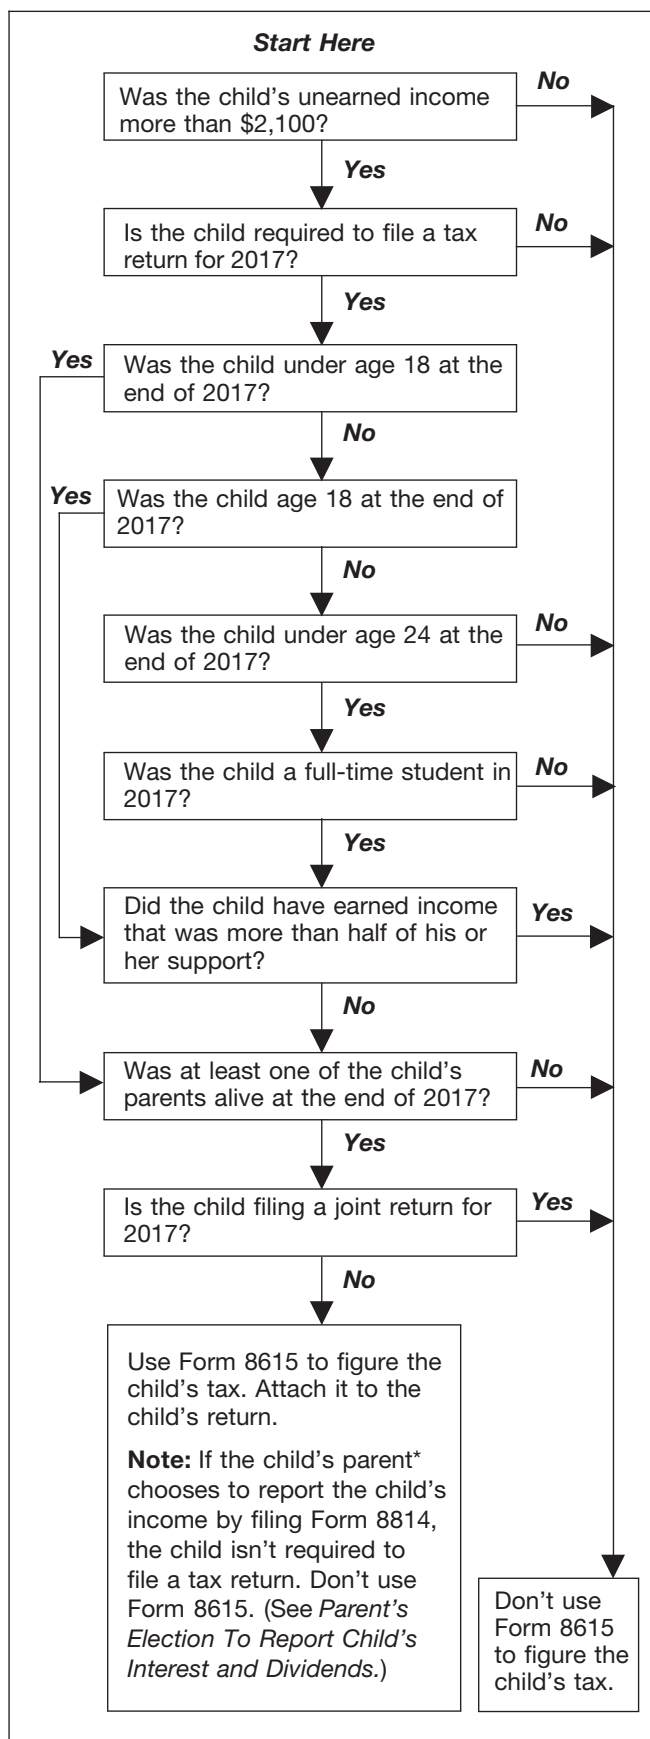 Start Here
Was the child's unearned income
more than $2,100?
No
Yes
Is the child required to file a tax
return for 2017?
No
Yes
Yes
Was the child under age 18 at the
end of 2017?
No
Yes
Was the child age 18 at the end of
2017?
No
Was the child under age 24 at the
end of 2017?
No
Yes
Was the child a full-time student in
2017?
No
Yes
Did the child have earned income
that was more than half of his or
her support?
Yes
No
Was at least one of the child's
parents alive at the end of 2017?
No
Yes
Is the child filing a joint return for
2017?
Yes
No
Use Form 8615 to figure the
child's tax. Attach it to the
child's return.
Note: If the child's parent*
chooses to report the child's
income by filing Form 8814,
the child isn't required to
file a tax return. Don't use
Form 8615. (See Parent's
Election To Report Child's
Interest and Dividends.)
Don't use
Form 8615
to figure the
child's tax.